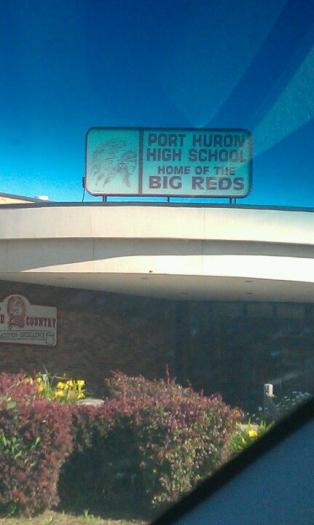 PORT HURON
HIGH SCHOOL
HOME OF THE
BIG REDS
COUNTRY